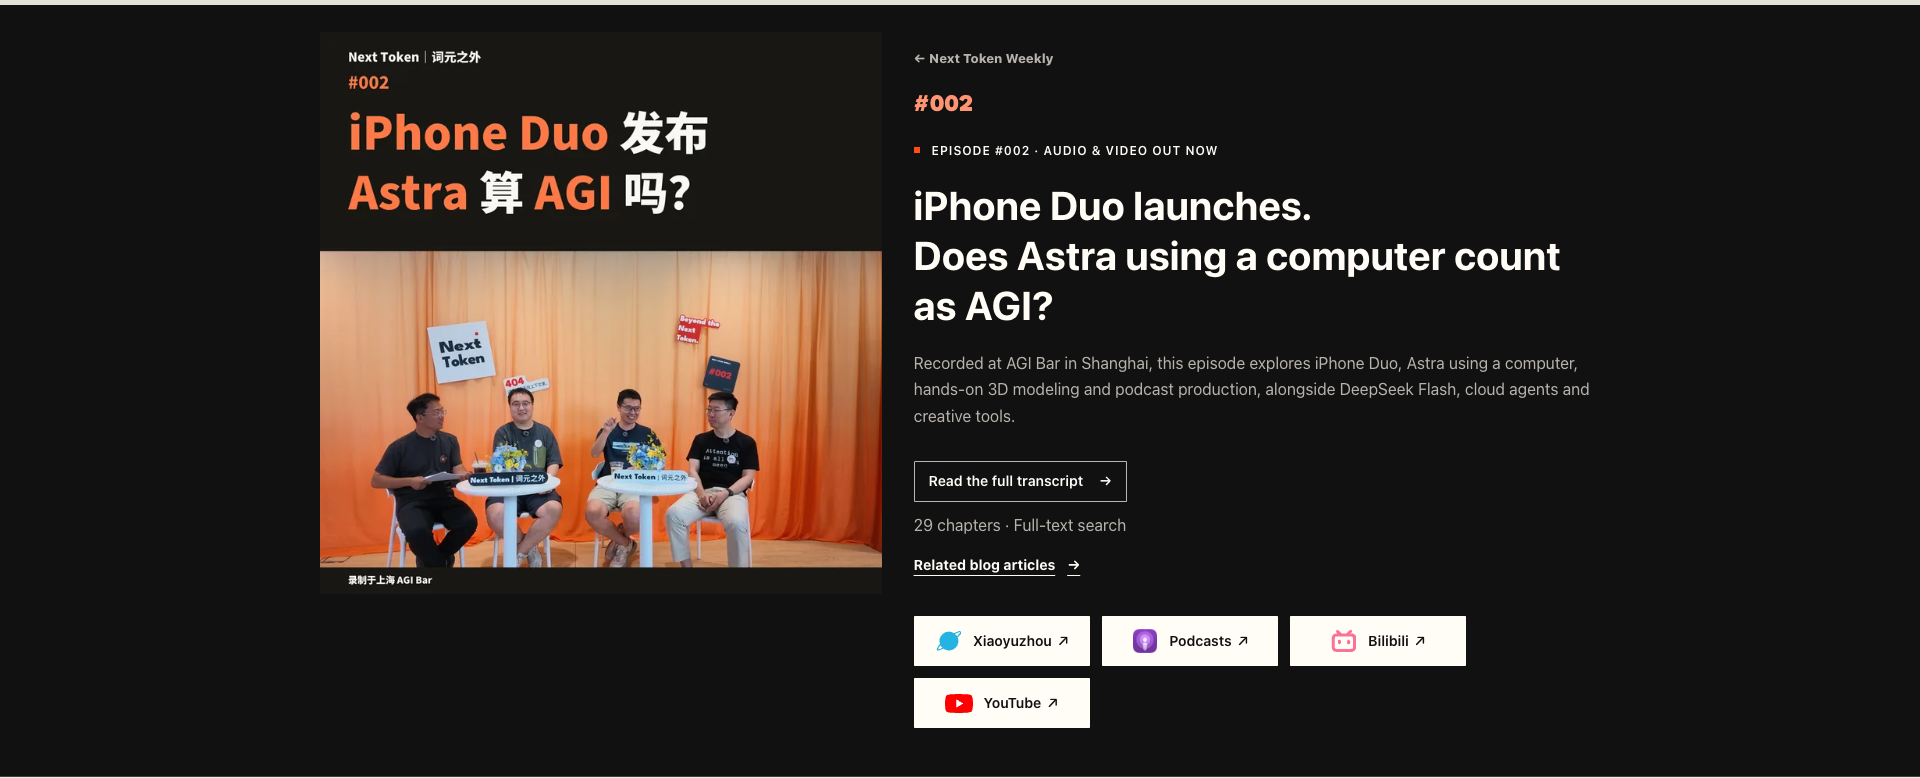 Next Token｜词元之外
#002
iPhone Duo 发布
Astra 算 AGI 吗?
Next
Token
404
Beyond the
Next
Token.
#002
Attention
is all
need
Next Token | 词元之外
Next Token | 词元之外
录制于上海 AGI Bar
← Next Token Weekly
#002
EPISODE #002 · AUDIO & VIDEO OUT NOW
iPhone Duo launches.
Does Astra using a computer count
as AGI?
Recorded at AGI Bar in Shanghai, this episode explores iPhone Duo, Astra using a computer,
hands-on 3D modeling and podcast production, alongside DeepSeek Flash, cloud agents and
creative tools.
Read the full transcript →
29 chapters · Full-text search
Related blog articles →
Xiaoyuzhou ↗
Podcasts ↗
Bilibili ↗
YouTube ↗